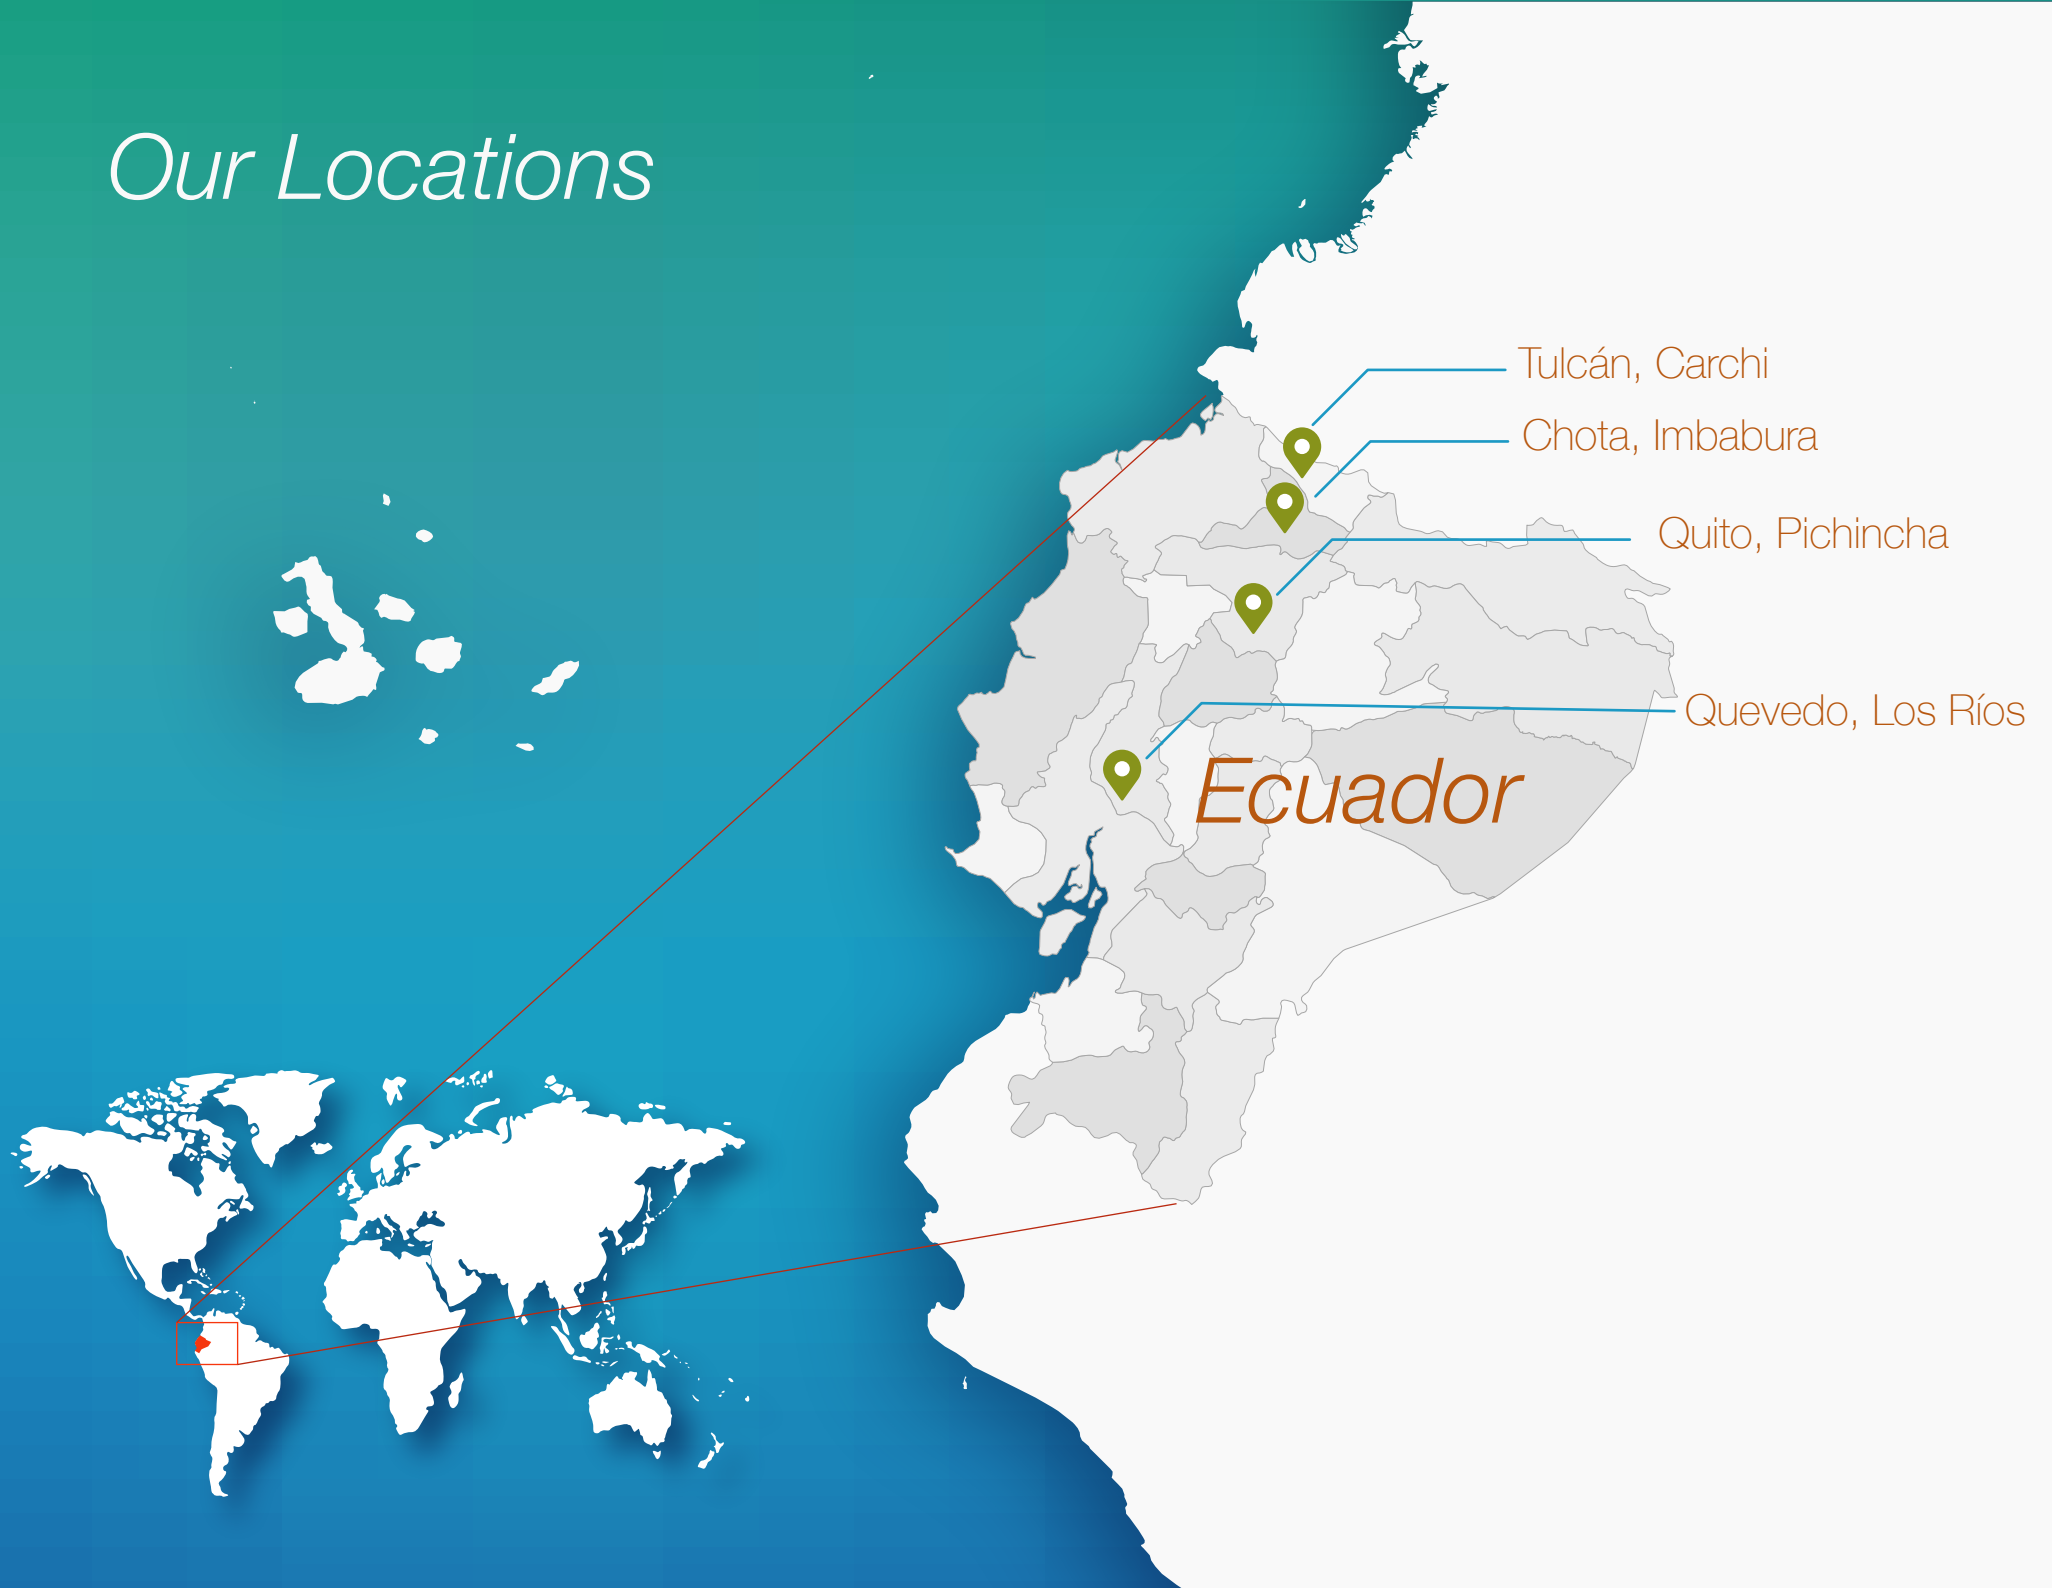 Our Locations
Tulcán, Carchi
Chota, Imbabura
Quito, Pichincha
Quevedo, Los Ríos
Ecuador